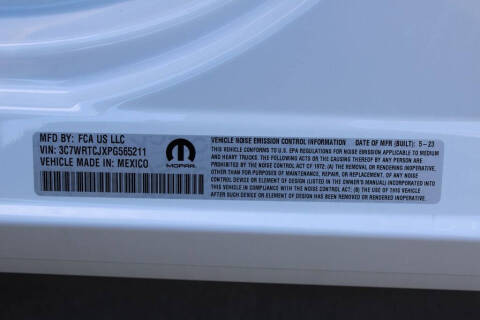 MFD BY: FCA US LLC
VIN: 3C7WRTCJXPG565211
VEHICLE MADE IN: MEXICO
MOPAR
VEHICLE NOISE EMISSION CONTROL INFORMATION DATE OF MFR (BUILT): 5-23
THIS VEHICLE CONFORMS TO U.S. EPA REGULATIONS FOR NOISE EMISSION APPLICABLE TO MEDIUM
AND HEAVY TRUCKS. THE FOLLOWING ACTS OR THE CAUSING THEREOF BY ANY PERSON
ARE PROHIBITED BY THE NOISE CONTROL ACT OF 1972: (A) THE REMOVAL OR RENDERING INOPERATIVE,
OTHER THAN FOR PURPOSES OF MAINTENANCE, REPAIR, OR REPLACEMENT, OF ANY NOISE
CONTROL DEVICE OR ELEMENT OF DESIGN (LISTED IN THE OWNER'S MANUAL) INCORPORATED INTO
THIS VEHICLE IN COMPLIANCE WITH THE NOISE CONTROL ACT; (B) THE USE OF THIS VEHICLE
AFTER SUCH DEVICE OR ELEMENT OF DESIGN HAS BEEN REMOVED OR RENDERED INOPERATIVE.